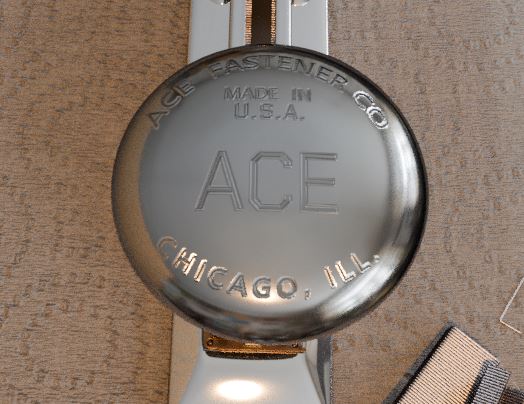 ACE FASTENER CO
MADE IN
U.S.A.
ACE
CHICAGO, ILL.